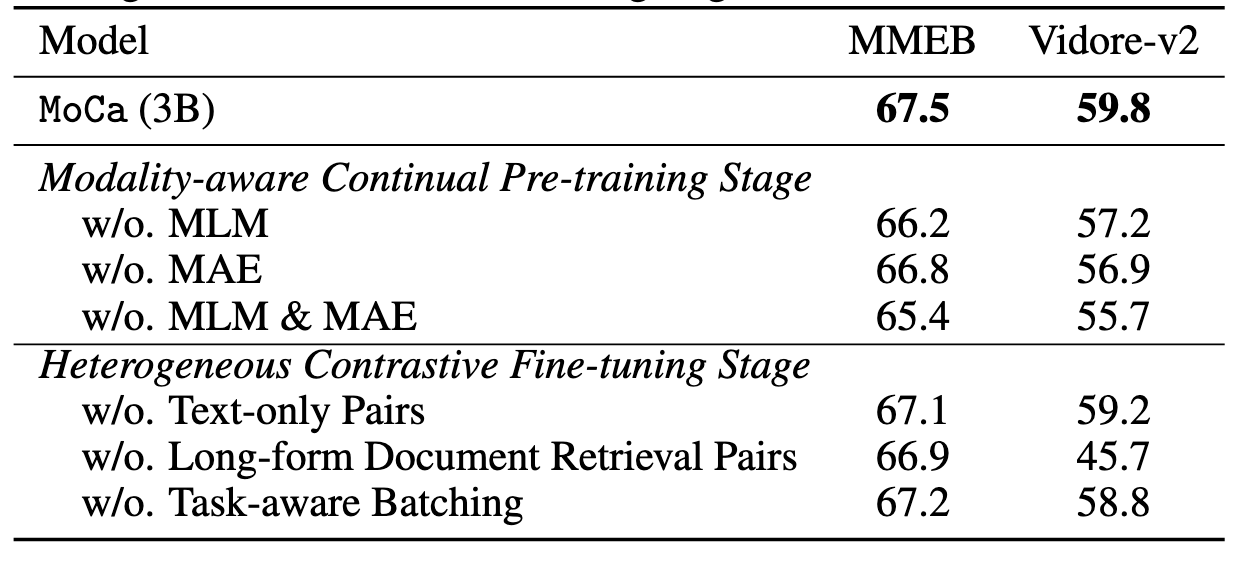 Model MMEB Vidore-v2
MoCa (3B) 67.5 59.8
Modality-aware Continual Pre-training Stage
w/o. MLM 66.2 57.2
w/o. MAE 66.8 56.9
w/o. MLM & MAE 65.4 55.7
Heterogeneous Contrastive Fine-tuning Stage
w/o. Text-only Pairs 67.1 59.2
w/o. Long-form Document Retrieval Pairs 66.9 45.7
w/o. Task-aware Batching 67.2 58.8